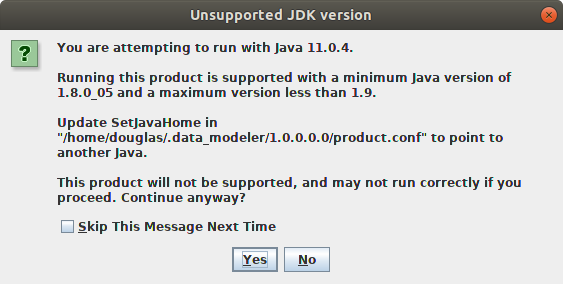 Unsupported JDK version
You are attempting to run with Java 11.0.4.
Running this product is supported with a minimum Java version of
1.8.0_05 and a maximum version less than 1.9.
Update SetJavaHome in
"/home/douglas/.data_modeler/1.0.0.0/product.conf" to point to
another Java.
This product will not be supported, and may not run correctly if you
proceed. Continue anyway?
Skip This Message Next Time
Yes No